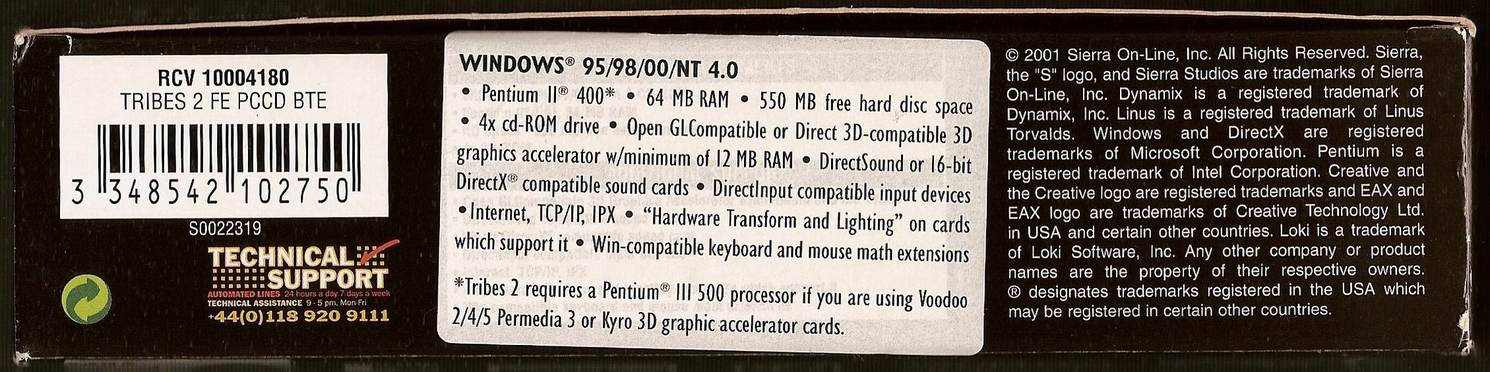 RCV 10004180
TRIBES 2 FE PCCD BTE
3 348542 102750
S0022319
TECHNICAL
SUPPORT
AUTOMATED LINES 24 hours a day 7 days a week
TECHNICAL ASSISTANCE 9 - 5 pm, Mon Fri
+44(0)118 920 9111
WINDOWS® 95/98/00/NT 4.0
• Pentium II® 400* • 64 MB RAM • 550 MB free hard disc space
• 4x cd-ROM drive • Open GLCompatible or Direct 3D-compatible 3D
graphics accelerator w/minimum of 12 MB RAM • DirectSound or 16-bit
DirectX® compatible sound cards • DirectInput compatible input devices
• Internet, TCP/IP, IPX • “Hardware Transform and Lighting” on cards
which support it • Win-compatible keyboard and mouse math extensions
*Tribes 2 requires a Pentium® III 500 processor if you are using Voodoo
2/4/5 Permedia 3 or Kyro 3D graphic accelerator cards.
© 2001 Sierra On-Line, Inc. All Rights Reserved. Sierra,
the "S" logo, and Sierra Studios are trademarks of Sierra
On-Line, Inc. Dynamix is a registered trademark of
Dynamix, Inc. Linus is a registered trademark of Linus
Torvalds. Windows and DirectX are registered
trademarks of Microsoft Corporation. Pentium is a
registered trademark of Intel Corporation. Creative and
the Creative logo are registered trademarks and EAX and
EAX logo are trademarks of Creative Technology Ltd.
in USA and certain other countries. Loki is a trademark
of Loki Software, Inc. Any other company or product
names are the property of their respective owners.
® designates trademarks registered in the USA which
may be registered in certain other countries.